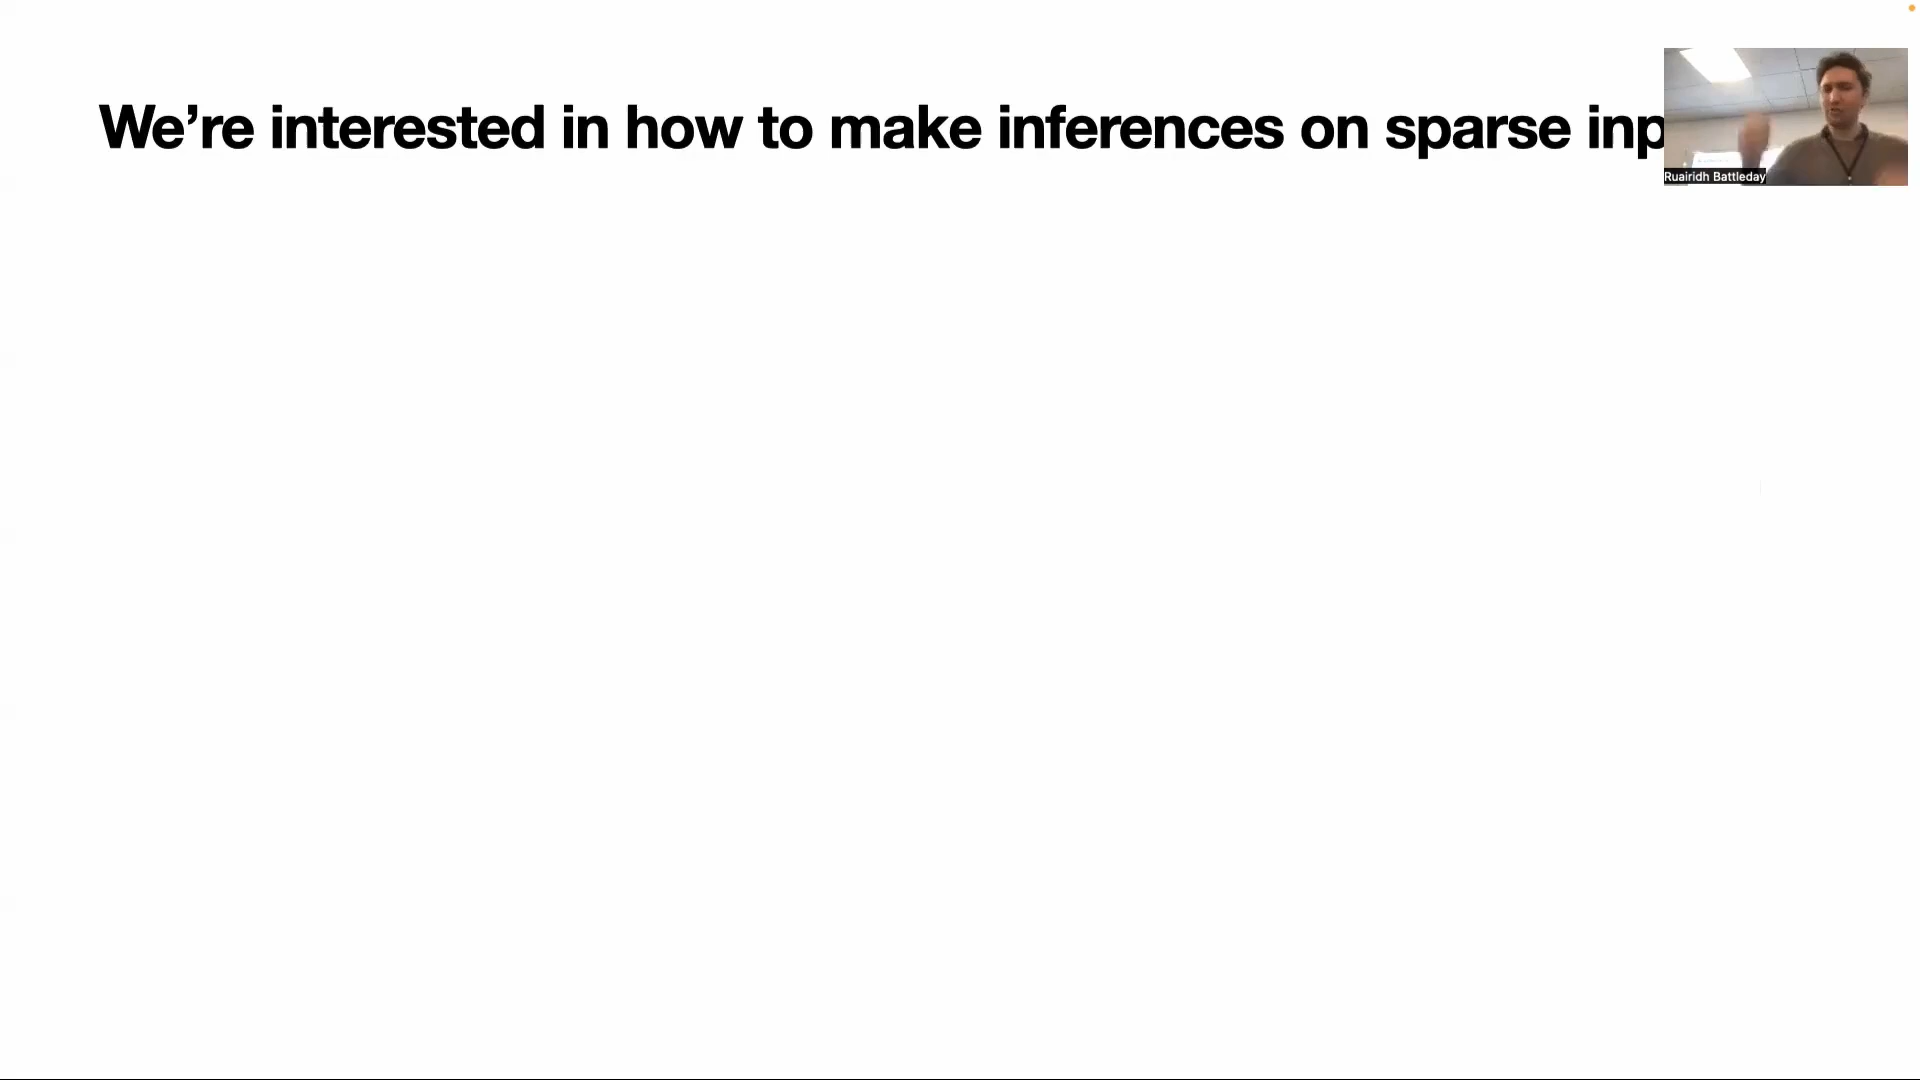 We’re interested in how to make inferences on sparse inp
Ruairidh Battleday